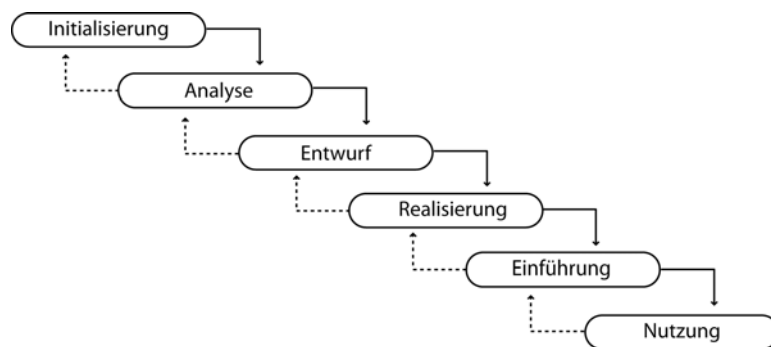 Initialisierung
Analyse
Entwurf
Realisierung
Einführung
Nutzung